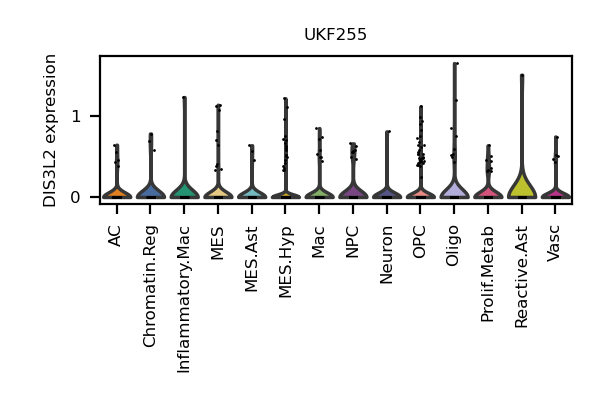 UKF255
DIS3L2 expression
1
0
AC
Chromatin.Reg
Inflammatory.Mac
MES
MES.Ast
MES.Hyp
Mac
NPC
Neuron
OPC
Oligo
Prolif.Metab
Reactive.Ast
Vasc